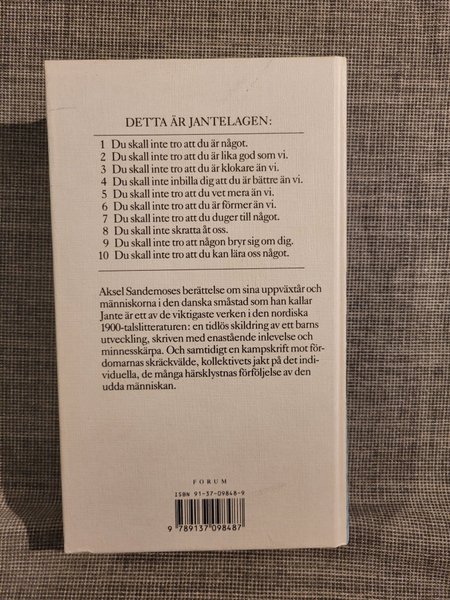 DETTA ÄR JANTELAGEN:
1 Du skall inte tro att du är något.
2 Du skall inte tro att du är lika god som vi.
3 Du skall inte tro att du är klokare än vi.
4 Du skall inte inbilla dig att du är bättre än vi.
5 Du skall inte tro att du vet mera än vi.
6 Du skall inte tro att du är förmer än vi.
7 Du skall inte tro att du duger till något.
8 Du skall inte skratta åt oss.
9 Du skall inte tro att någon bryr sig om dig.
10 Du skall inte tro att du kan lära oss något.
Aksel Sandemoses berättelse om sina uppväxtår och
människorna i den danska småstad som han kallar
Jante är ett av de viktigaste verken i den nordiska
1900-talslitteraturen: en tidlös skildring av ett barns
utveckling, skriven med enastående inlevelse och
minnesskärpa. Och samtidigt en kampskrift mot för-
domarnas skräckvälde, kollektivets jakt på det indi-
viduella, de många härsklystnas förföljelse av den
udda människan.
FORUM
ISBN 91-37-09848-9
9 789137 098487